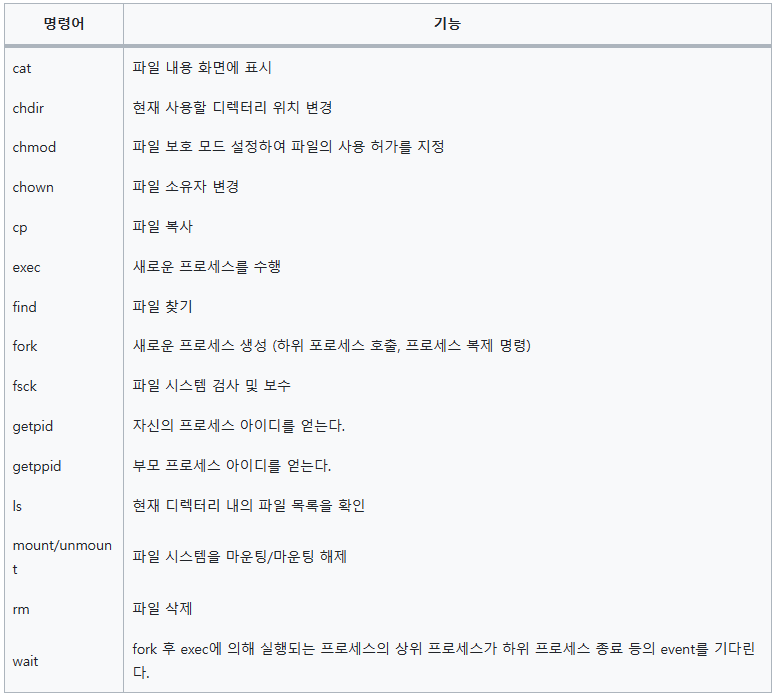 명령어 기능
cat 파일 내용 화면에 표시
chdir 현재 사용할 디렉터리 위치 변경
chmod 파일 보호 모드 설정하여 파일의 사용 허가를 지정
chown 파일 소유자 변경
cp 파일 복사
exec 새로운 프로세스를 수행
find 파일 찾기
fork 새로운 프로세스 생성 (하위 포로세스 호출, 프로세스 복제 명령)
fsck 파일 시스템 검사 및 보수
getpid 자신의 프로세스 아이디를 얻는다.
getppid 부모 프로세스 아이디를 얻는다.
ls 현재 디렉터리 내의 파일 목록을 확인
mount/unmoun
t
파일 시스템을 마운팅/마운팅 해제
rm 파일 삭제
wait
fork 후 exec에 의해 실행되는 프로세스의 상위 프로세스가 하위 프로세스 종료 등의 event를 기다린
다.